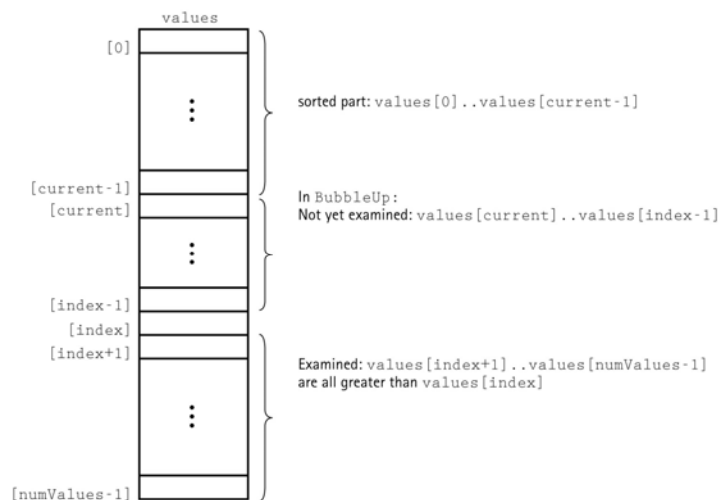 values
[0]
sorted part: values[0]..values[current-1]
[current-1]
[current]
In BubbleUp:
Not yet examined: values[current]..values[index-1]
[index-1]
[index]
[index+1]
Examined: values[index+1]..values[numValues-1]
are all greater than values[index]
[numValues-1]